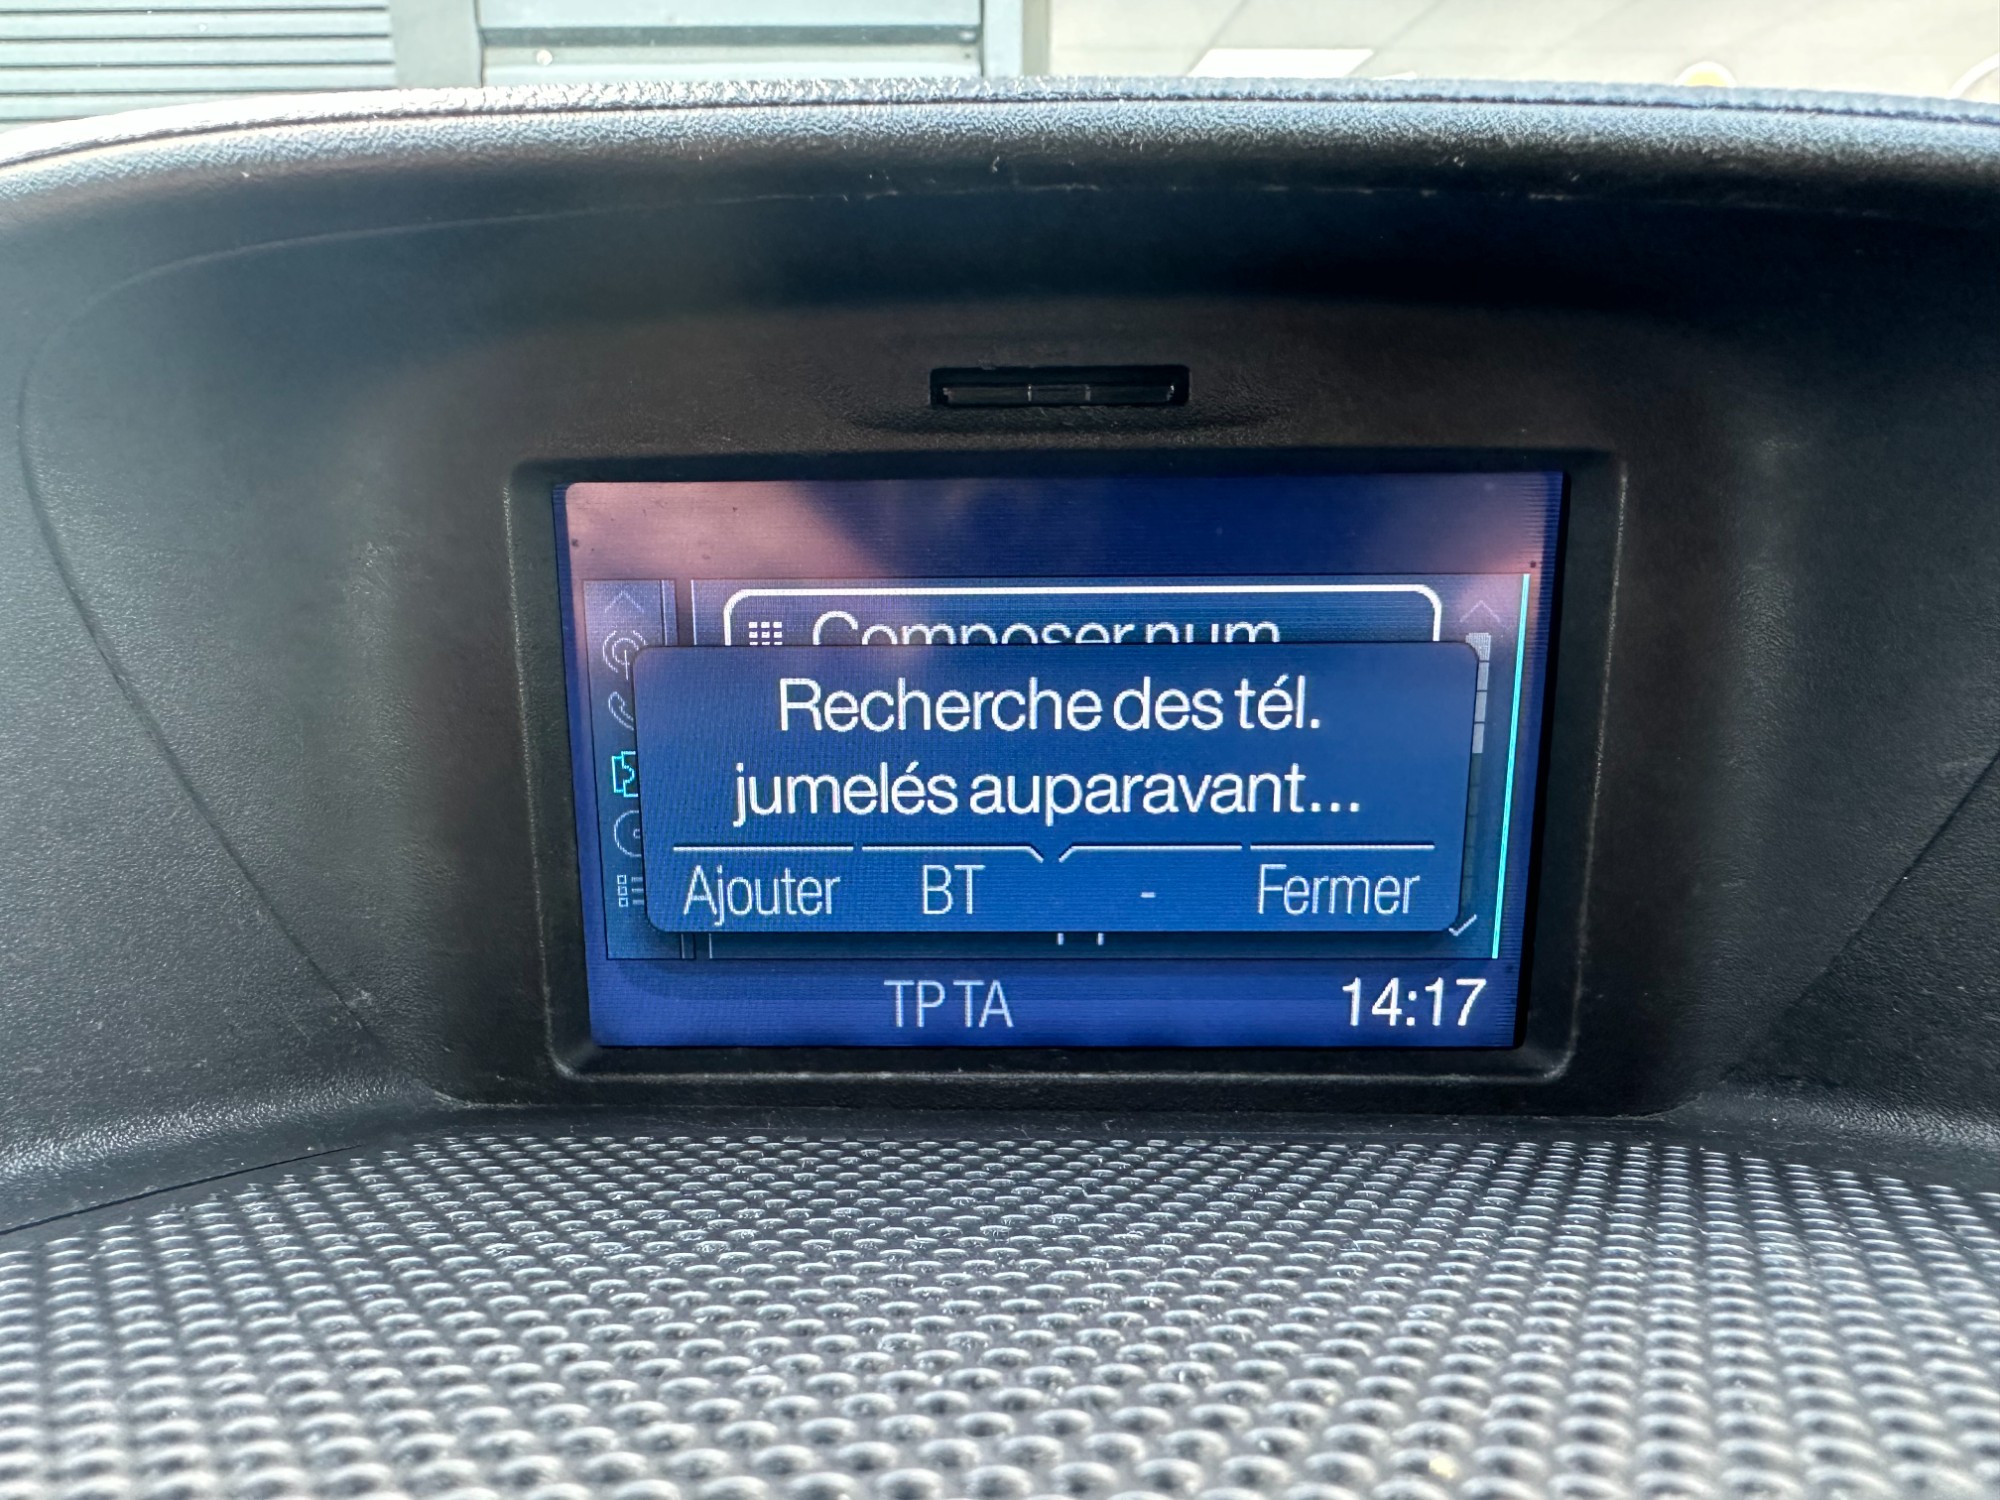 Composer num
Recherche des tél.
jumelés auparavant...
Ajouter BT - Fermer
TP TA 14:17